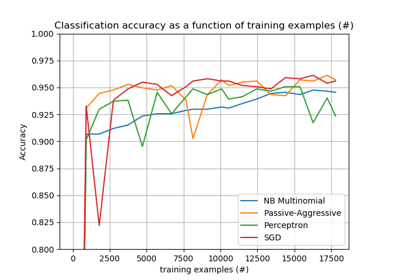 Classification accuracy as a function of training examples (#)
1.000
0.975
0.950
0.925
0.900
0.875
0.850
0.825
0.800
Accuracy
NB Multinomial
Passive-Aggressive
Perceptron
SGD
0 2500 5000 7500 10000 12500 15000 17500
training examples (#)